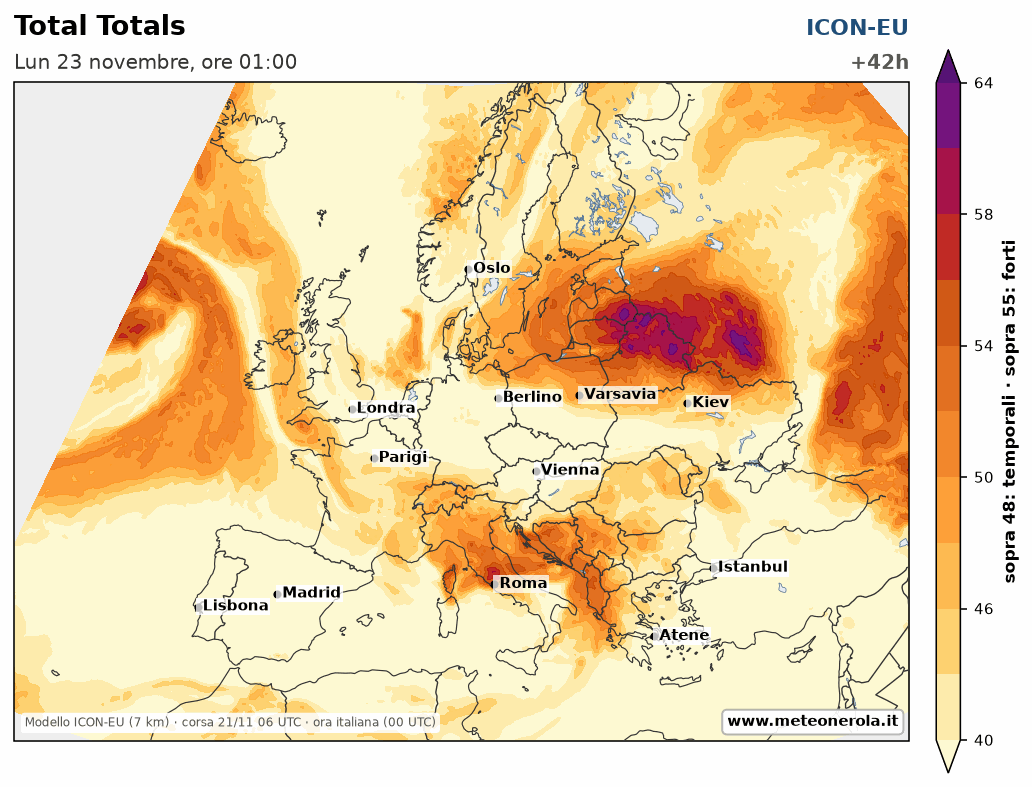 Total Totals
ICON-EU
Lun 23 novembre, ore 01:00
+42h
Oslo
Londra
Berlino
Varsavia
Kiev
Parigi
Vienna
Istanbul
Roma
Madrid
Lisbona
Atene
Modello ICON-EU (7 km) · corsa 21/11 06 UTC · ora italiana (00 UTC)
www.meteonerola.it
64
58
54
50
46
40
sopra 48: temporali · sopra 55: forti